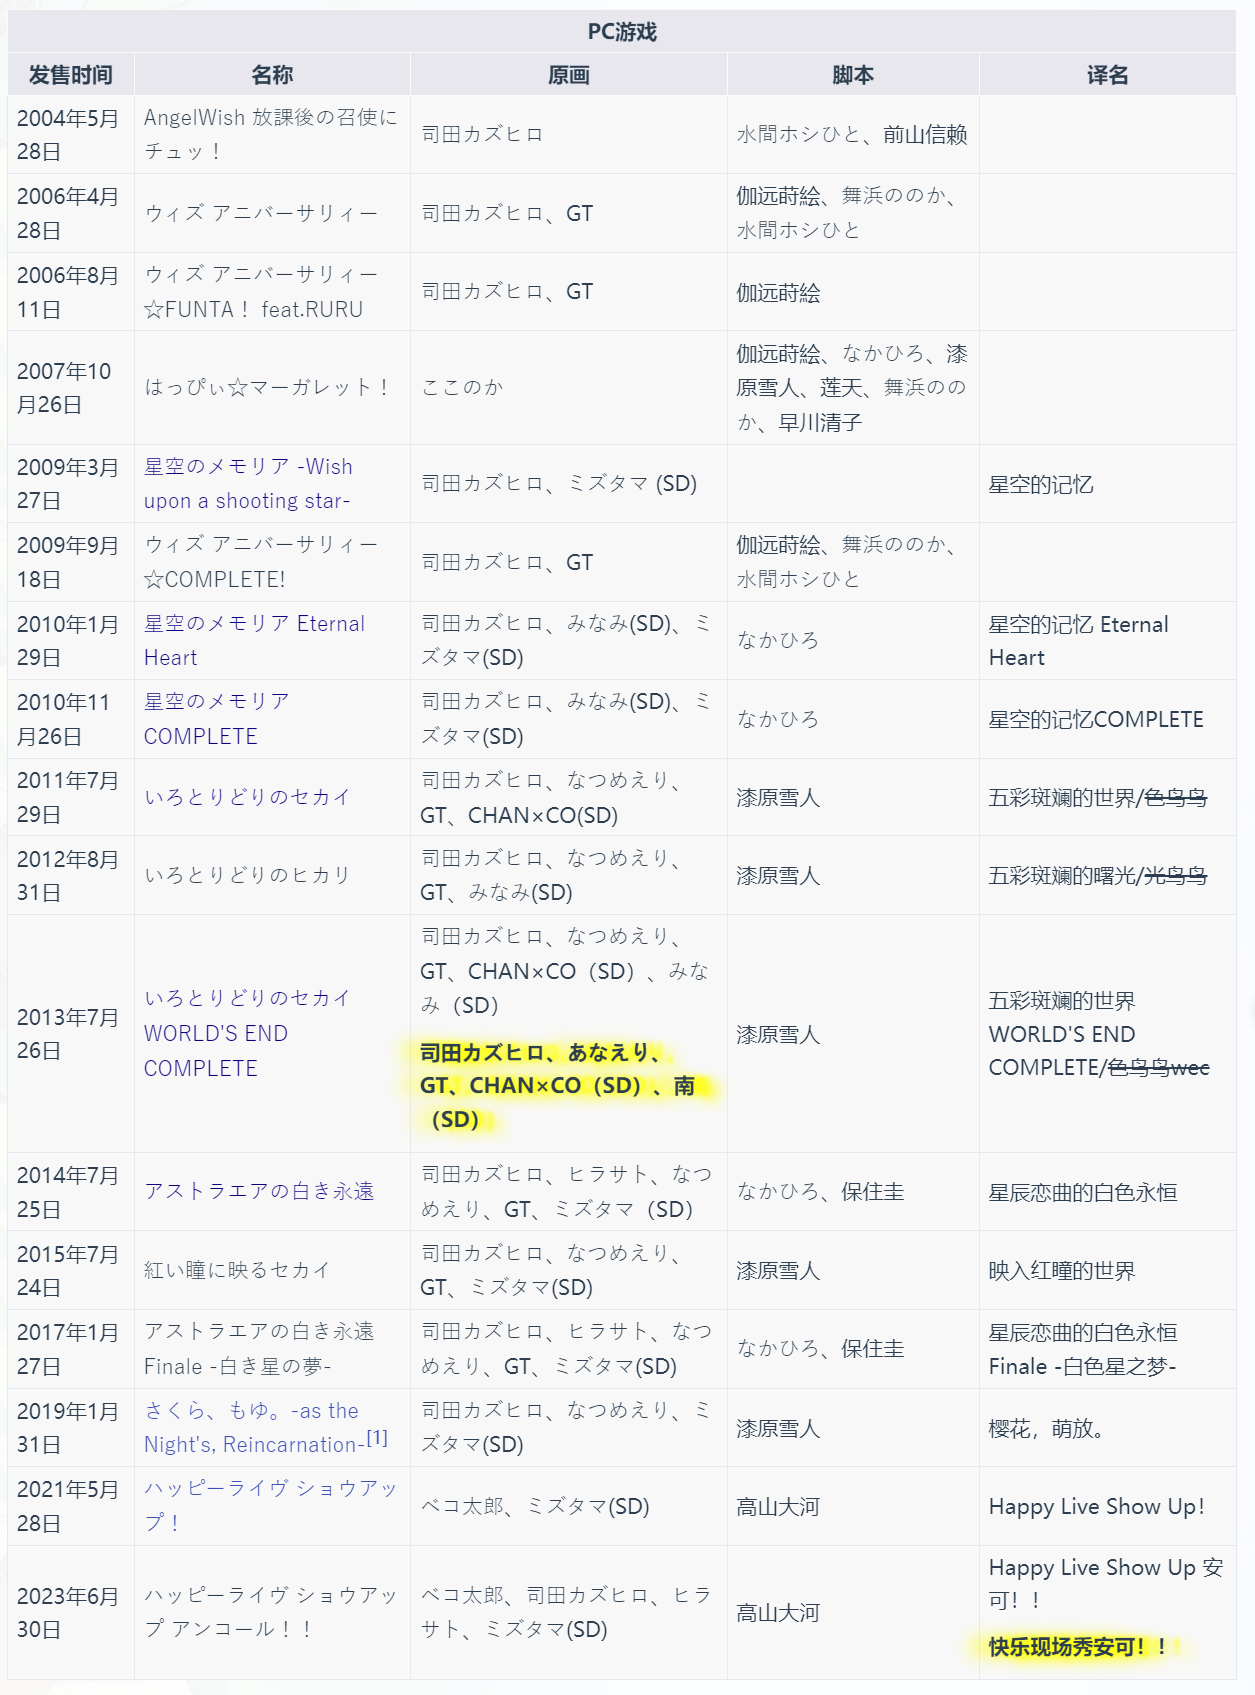 PC游戏
发售时间 名称 原画 脚本 译名
2004年5月
28日
AngelWish 放課後の召使に
チュッ！
司田カズヒロ
水間ホシひと、前山信赖
2006年4月
28日
ウィズ アニバーサリィー
司田カズヒロ、GT
伽远莳绘、舞浜ののか、
水間ホシひと
2006年8月
11日
ウィズ アニバーサリィー
☆FUNTA！ feat.RURU
司田カズヒロ、GT
伽远莳绘
2007年10
月26日
はっぴぃ☆マーガレット！
ここのか
伽远莳绘、なかひろ、漆
原雪人、莲天、舞浜のの
か、早川清子
2009年3月
27日
星空のメモリア -Wish
upon a shooting star-
司田カズヒロ、ミズタマ (SD)
星空的记忆
2009年9月
18日
ウィズ アニバーサリィー
☆COMPLETE!
司田カズヒロ、GT
伽远莳绘、舞浜ののか、
水間ホシひと
2010年1月
29日
星空のメモリア Eternal
Heart
司田カズヒロ、みなみ(SD)、ミ
ズタマ(SD)
なかひろ
星空的记忆 Eternal
Heart
2010年11
月26日
星空のメモリア
COMPLETE
司田カズヒロ、みなみ(SD)、ミ
ズタマ(SD)
なかひろ
星空的记忆COMPLETE
2011年7月
29日
いろとりどりのセカイ
司田カズヒロ、なつめえり、
GT、CHAN×CO(SD)
漆原雪人
五彩斑斓的世界/色鸟鸟
2012年8月
31日
いろとりどりのヒカリ
司田カズヒロ、なつめえり、
GT、みなみ(SD)
漆原雪人
五彩斑斓的曙光/光鸟鸟
2013年7月
26日
いろとりどりのセカイ
WORLD'S END
COMPLETE
司田カズヒロ、なつめえり、
GT、CHAN×CO（SD）、みな
み（SD）
司田カズヒロ、あなえり、
GT、CHAN×CO（SD）、南
（SD）
漆原雪人
五彩斑斓的世界
WORLD'S END
COMPLETE/色鸟鸟wec
2014年7月
25日
アストラエアの白き永遠
司田カズヒロ、ヒラサト、なつ
めえり、GT、ミズタマ（SD）
なかひろ、保住圭
星辰恋曲的白色永恒
2015年7月
24日
紅い瞳に映るセカイ
司田カズヒロ、なつめえり、
GT、ミズタマ(SD)
漆原雪人
映入红瞳的世界
2017年1月
27日
アストラエアの白き永遠
Finale -白き星の夢-
司田カズヒロ、ヒラサト、なつ
めえり、GT、ミズタマ(SD)
なかひろ、保住圭
星辰恋曲的白色永恒
Finale -白色星之梦-
2019年1月
31日
さくら、もゆ。-as the
Night's, Reincarnation-[1]
司田カズヒロ、なつめえり、ミ
ズタマ(SD)
漆原雪人
樱花，萌放。
2021年5月
28日
ハッピーライヴ ショウアッ
プ！
ベコ太郎、ミズタマ(SD)
高山大河
Happy Live Show Up！
2023年6月
30日
ハッピーライヴ ショウアッ
プ アンコール！！
ベコ太郎、司田カズヒロ、ヒラ
サト、ミズタマ(SD)
高山大河
Happy Live Show Up 安
可！！
快乐现场秀安可！！